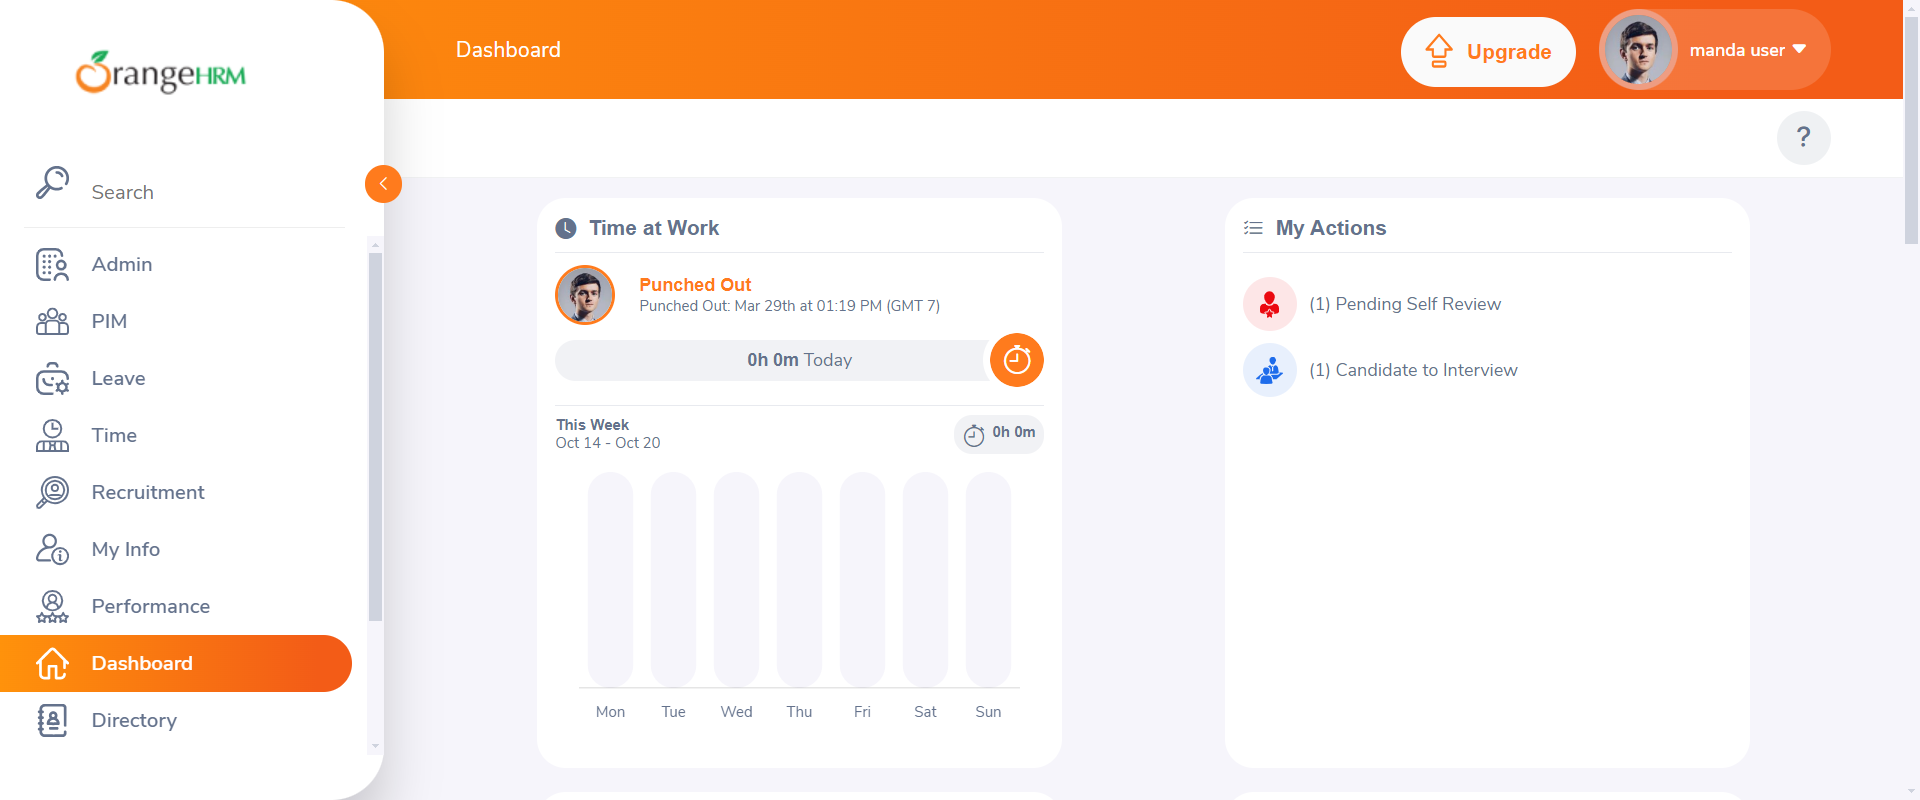 OrangeHRM
Search
Admin
PIM
Leave
Time
Recruitment
My Info
Performance
Dashboard
Directory
Dashboard
Upgrade
manda user
?
Time at Work
Punched Out
Punched Out: Mar 29th at 01:19 PM (GMT 7)
0h 0m Today
This Week
Oct 14 - Oct 20
0h 0m
Mon Tue Wed Thu Fri Sat Sun
My Actions
(1) Pending Self Review
(1) Candidate to Interview